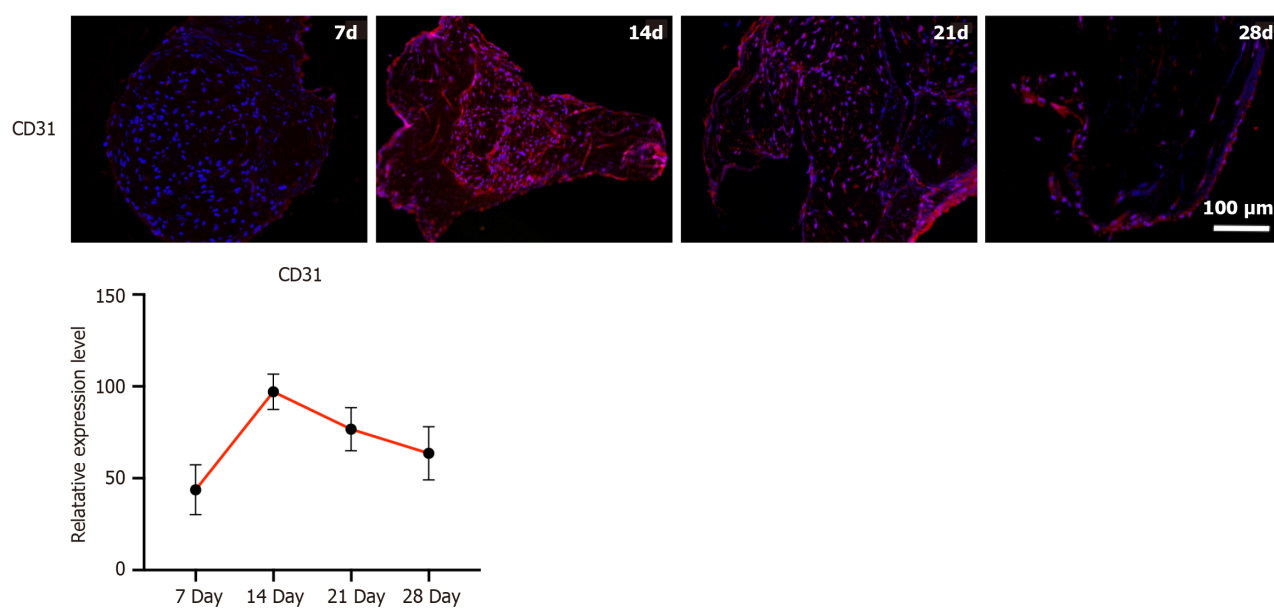 7d
14d
21d
28d
CD31
100 µm
CD31
150
100
50
0
Relatative expression level
7 Day
14 Day
21 Day
28 Day